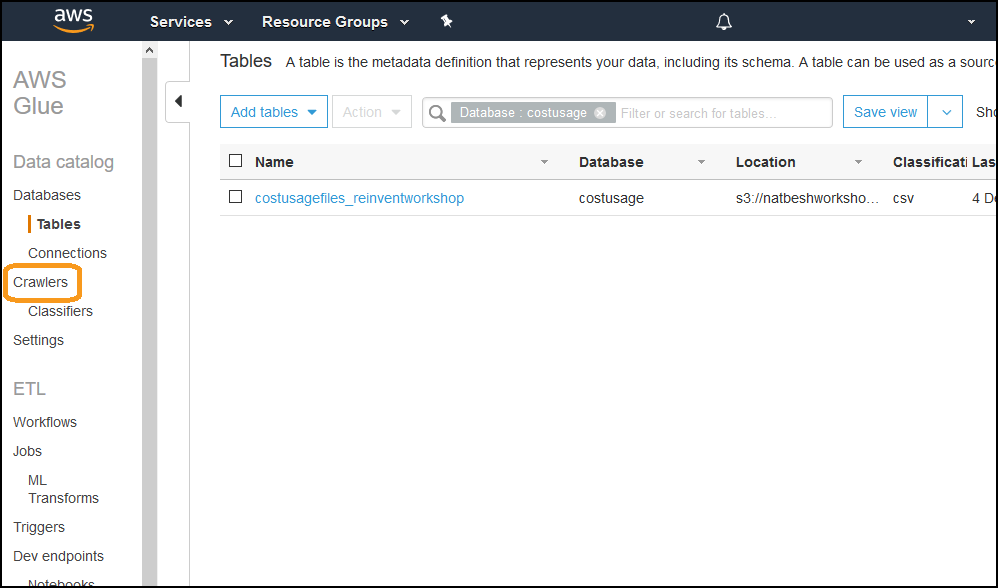 aws Services Resource Groups
AWS
Glue
Data catalog
Databases
Tables
Connections
Crawlers
Classifiers
Settings
ETL
Workflows
Jobs
ML
Transforms
Triggers
Dev endpoints
Notebooks
Tables A table is the metadata definition that represents your data, including its schema. A table can be used as a sourc
Add tables Action Database : costusage Filter or search for tables... Save view Sho
Name Database Location Classificati Las
costusagefiles_reinventworkshop costusage s3://natbeshworksho… csv 4 De